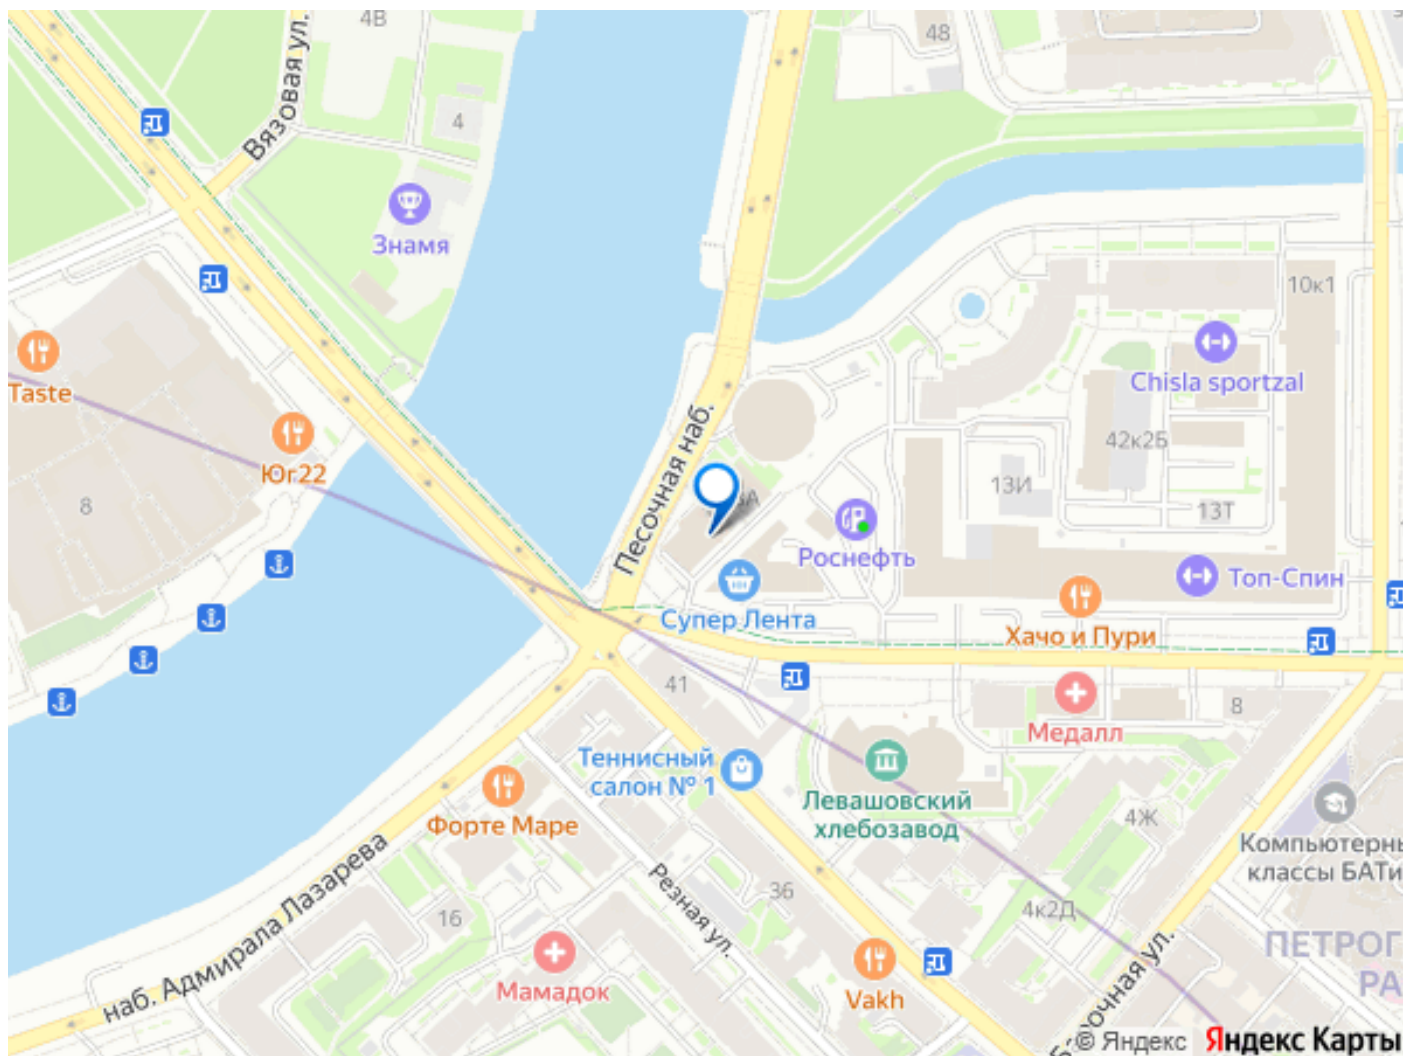 4В
48
Вязовая ул.
4
Знамя
10к1
Taste
Chisla sportzal
Песочная наб.
42к2Б
Юг22
8
13И
13Т
Роснефть
Топ-Спин
Супер Лента
Хачо и Пури
41
8
Медалл
Теннисный
салон № 1
Левашовский
хлебозавод
Форте Маре
4Ж
Компьютерны
классы БАТи
наб. Адмирала Лазарева
Резная ул.
36
16
4к2Д
ПЕТРОГ
РА
Мамадок
Vakh
очная ул.
© Яндекс Яндекс Карты